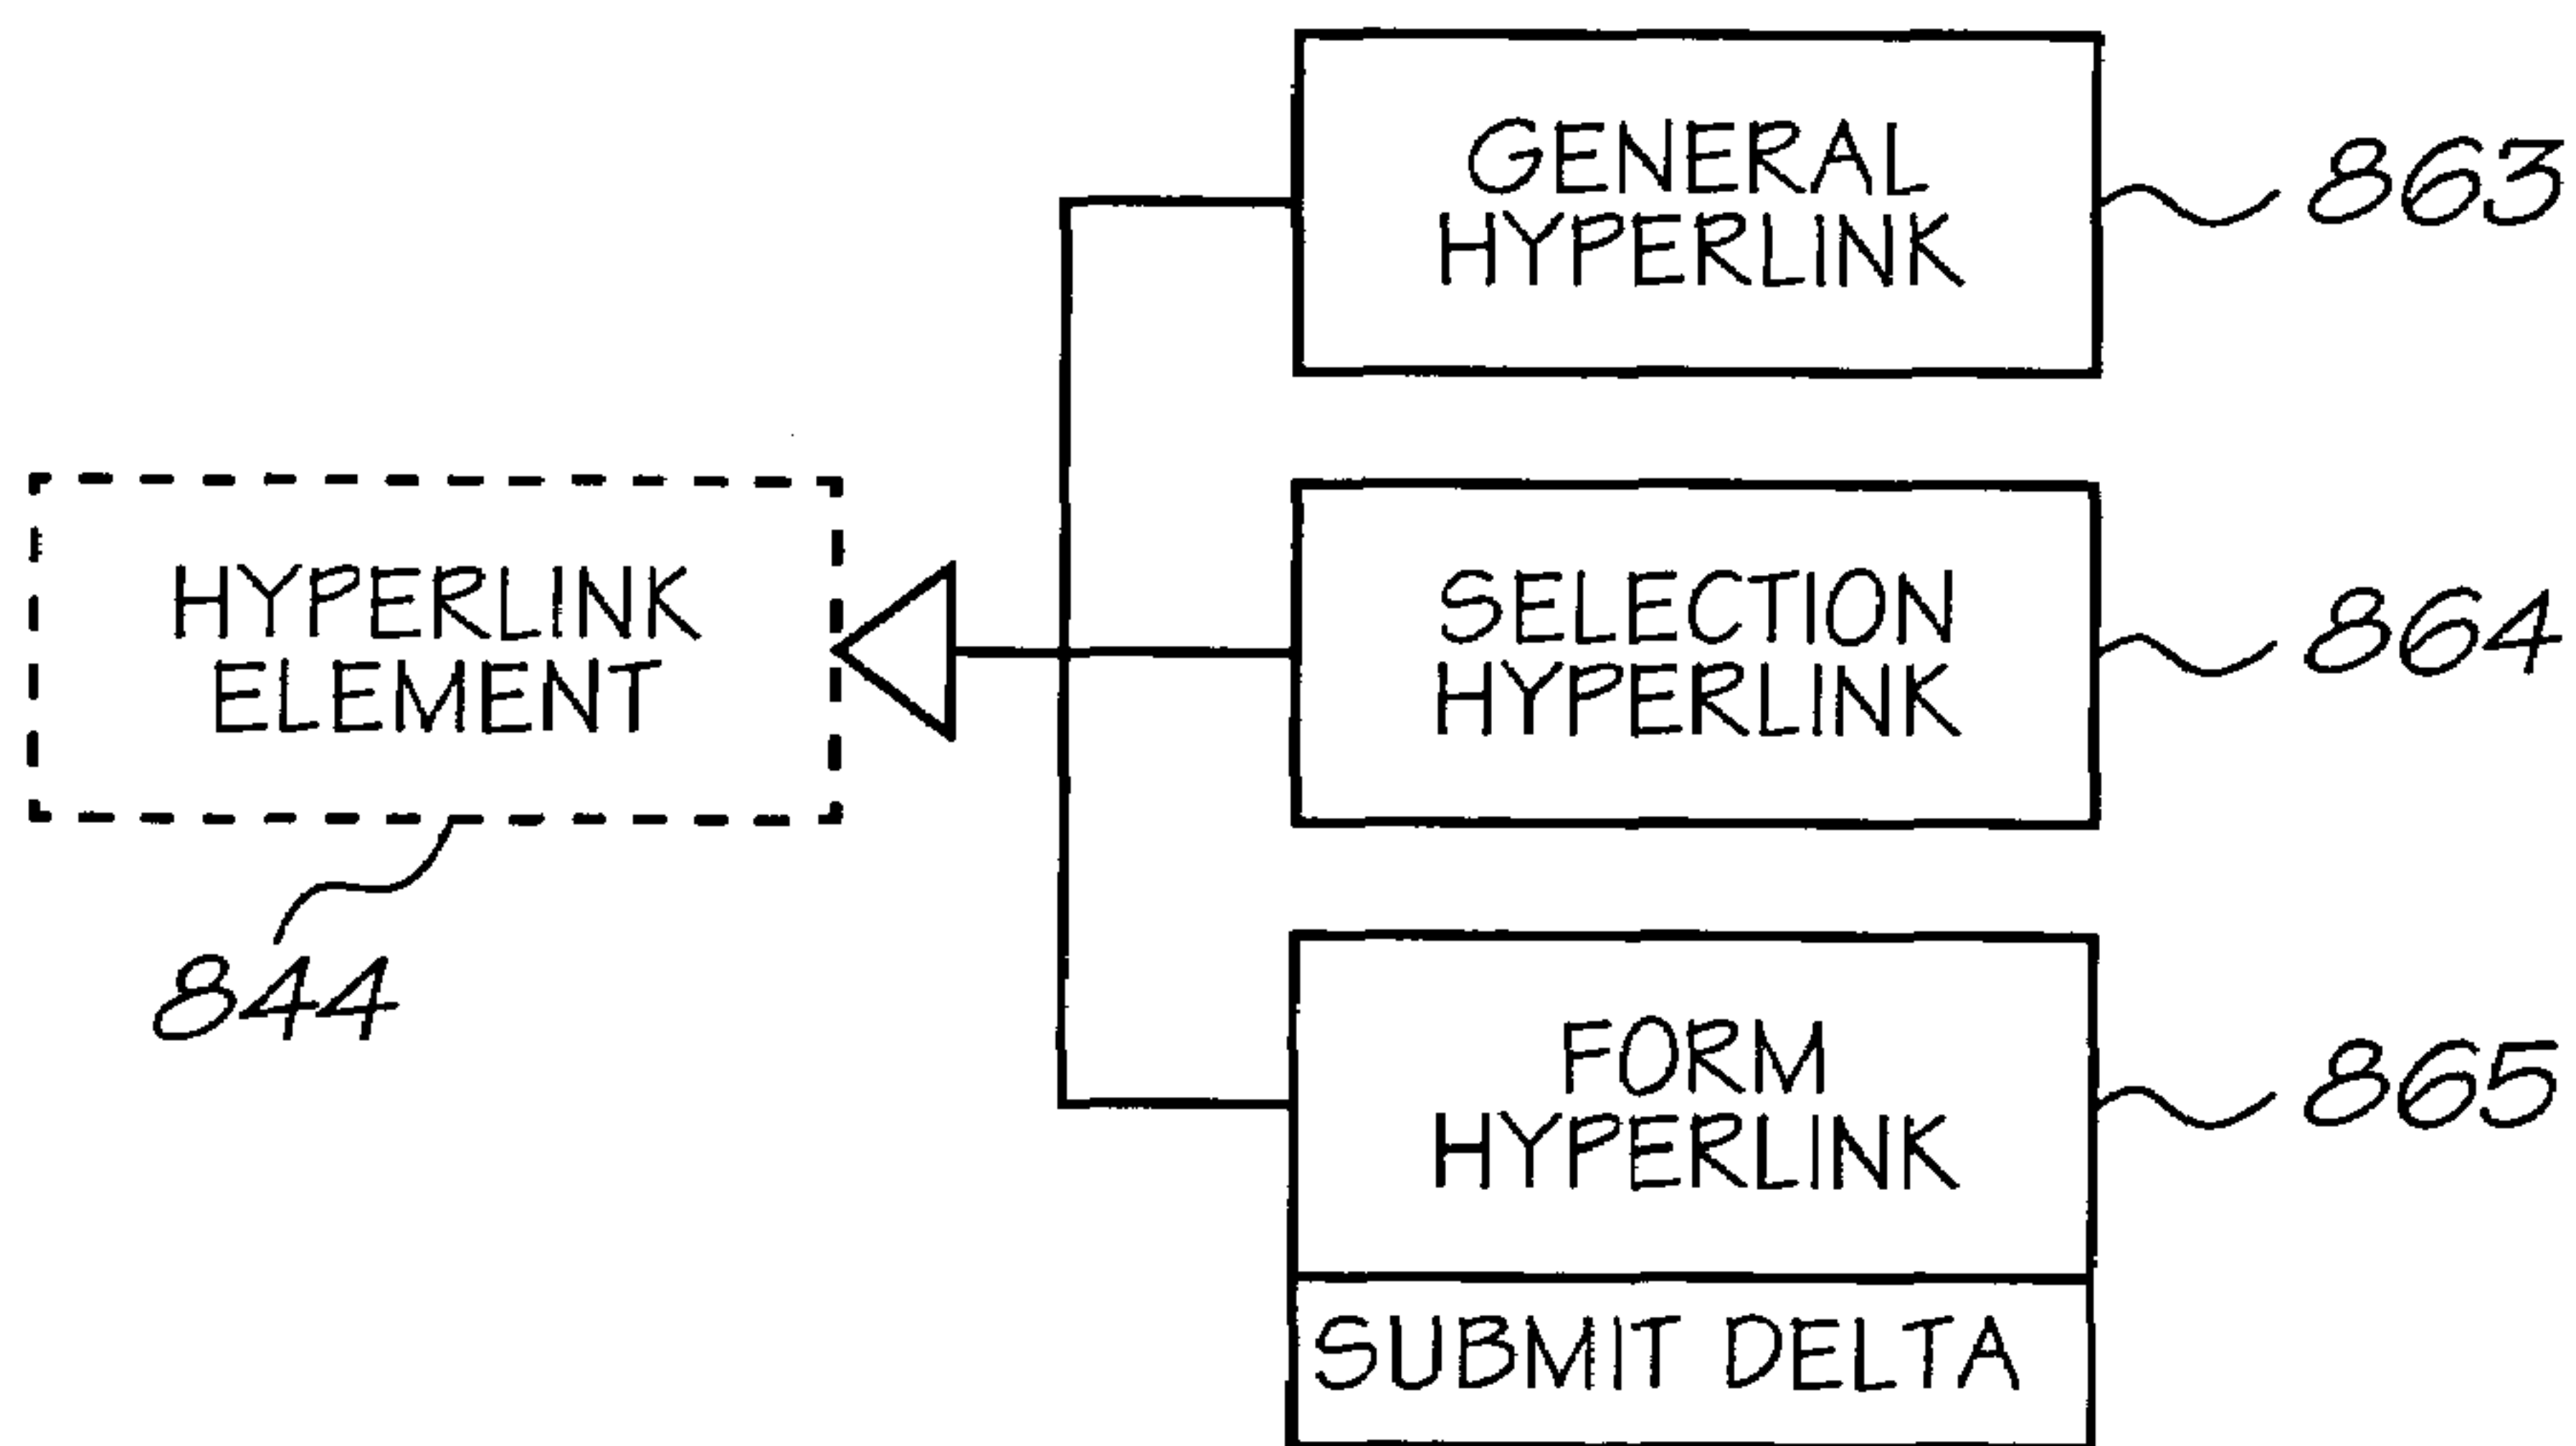 GENERAL
HYPERLINK
863
HYPERLINK
ELEMENT
844
SELECTION
HYPERLINK
864
FORM
HYPERLINK
865
SUBMIT DELTA